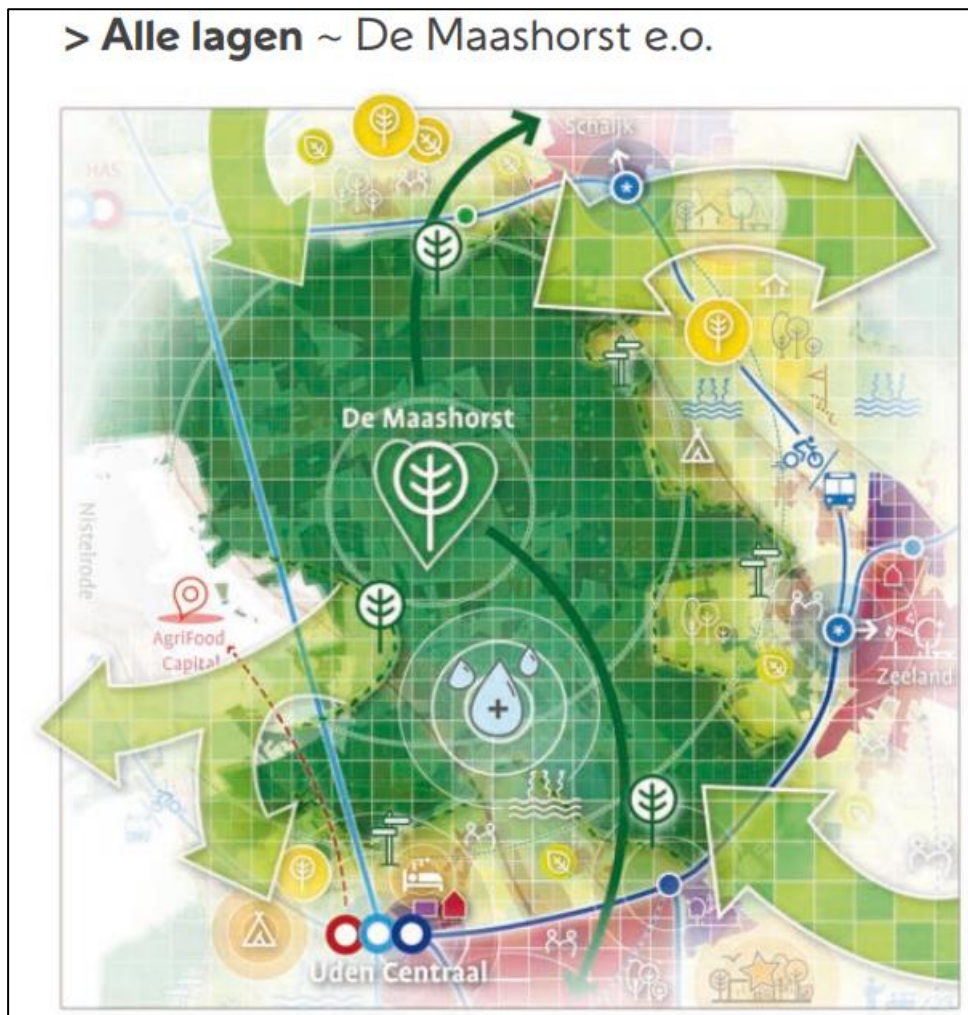 > Alle lagen ~ De Maashorst e.o.
Schaijk
HAS
De Maashorst
Nistelrode
AgriFood
Capital
Zeeland
Uden Centraal